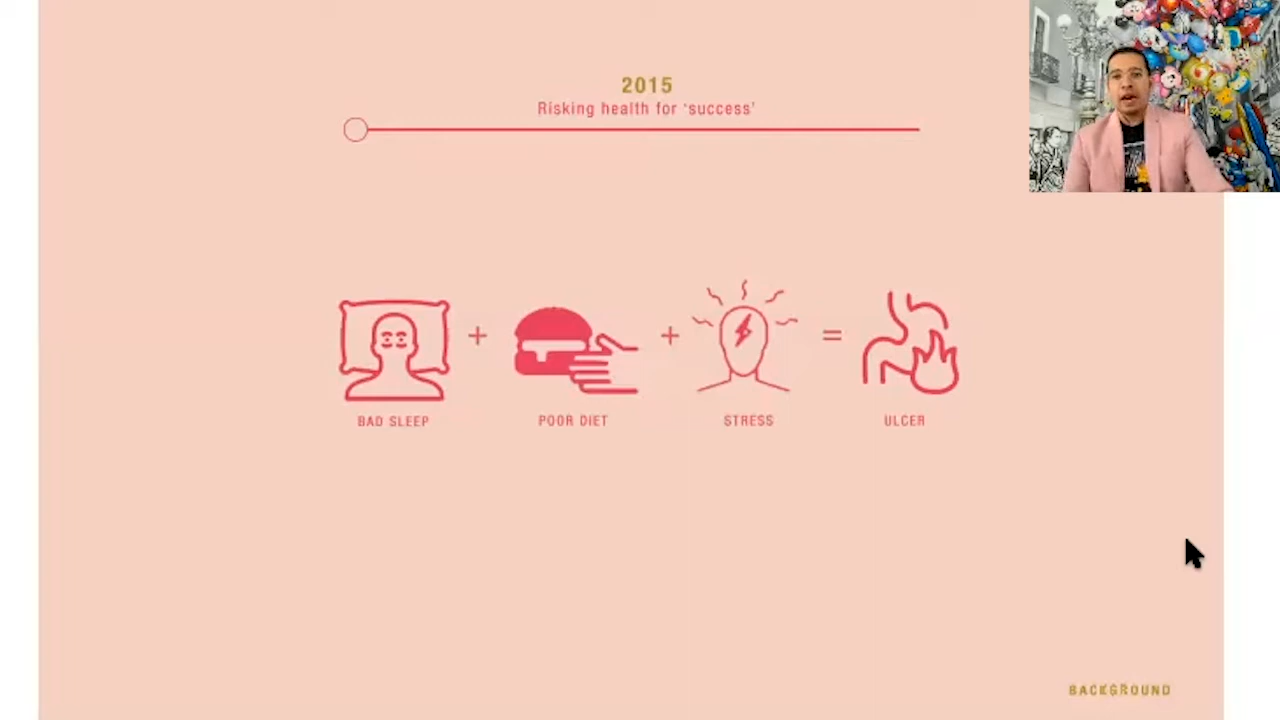 2015
Risking health for ‘success’
+ + =
BAD SLEEP POOR DIET STRESS ULCER
BACKGROUND